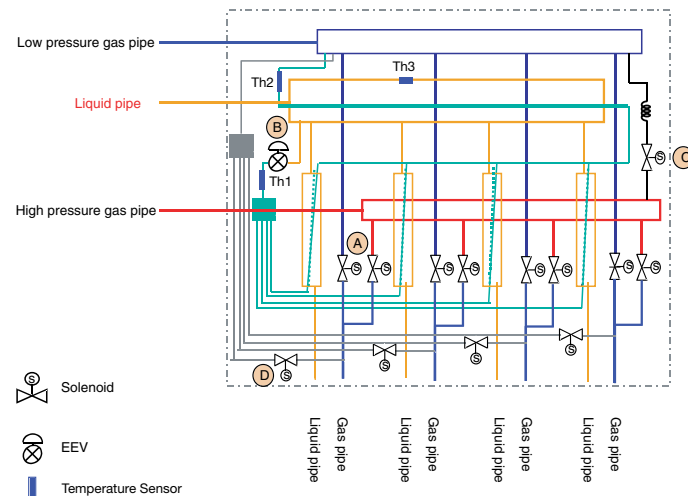 Low pressure gas pipe
Th2
Th3
Liquid pipe
B
Th1
S
C
High pressure gas pipe
A
S
S
S
S
S
S
S
S
S
S
S
D
S
S
Solenoid
EEV
Temperature Sensor
Liquid pipe
Gas pipe
Liquid pipe
Gas pipe
Liquid pipe
Gas pipe
Liquid pipe
Gas pipe